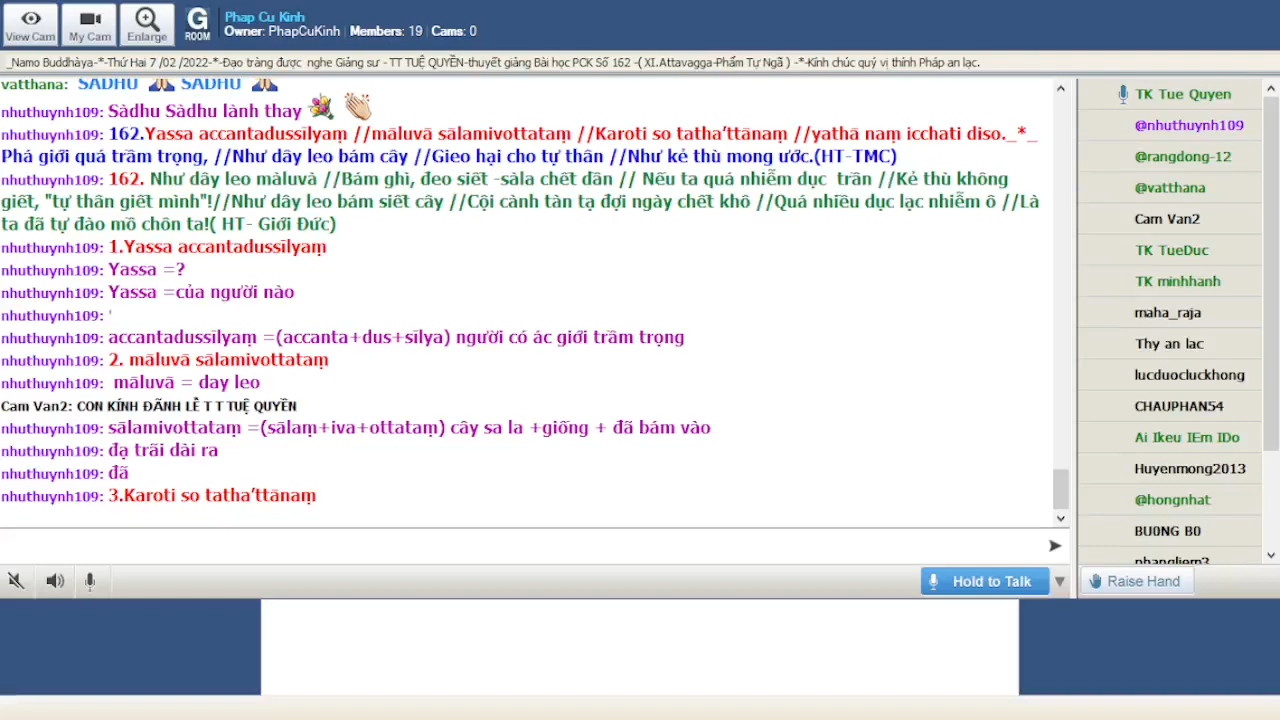 View Cam
My Cam
Enlarge
G
ROOM
Phap Cu Kinh
Owner: PhapCuKinh Members: 19 Cams: 0
_Namo Buddhàya-*-Thứ Hai 7 /02 /2022-*-Đạo tràng được nghe Giảng sư - TT TUỆ QUYỀN-thuyết giảng Bài học PCK Số 162 -( XI.Attavagga-Phẩm Tự Ngã ) -*-Kính chúc quý vị thính Pháp an lạc.
vatthana: SADHU 🙏 SADHU 🙏
nhuthuynh109: Sàdhu Sàdhu lành thay 💐 👏
nhuthuynh109: 162.Yassa accantadussīlyaṃ //māluvā sālamivottataṃ //Karoti so tatha’ttānaṃ //yathā naṃ icchati diso._*_
Phá giới quá trầm trọng, //Như dây leo bám cây //Gieo hại cho tự thân //Như kẻ thù mong ước.(HT-TMC)
nhuthuynh109: 162. Như dây leo màluvà //Bám ghì, đeo siết -sàla chết dần // Nếu ta quá nhiễm dục trần //Kẻ thù không
giết, "tự thân giết mình"!//Như dây leo bám siết cây //Cội cành tàn tạ đợi ngày chết khô //Quá nhiều dục lạc nhiễm ô //Là
ta đã tự đào mồ chôn ta!( HT- Giới Đức)
nhuthuynh109: 1.Yassa accantadussīlyaṃ
nhuthuynh109: Yassa =?
nhuthuynh109: Yassa =của người nào
nhuthuynh109: '
nhuthuynh109: accantadussīlyaṃ =(accanta+dus+sīlya) người có ác giới trầm trọng
nhuthuynh109: 2. māluvā sālamivottataṃ
nhuthuynh109: māluvā = day leo
Cam Van2: CON KÍNH ĐÃNH LỄ T T TUỆ QUYỀN
nhuthuynh109: sālamivottataṃ =(sālaṃ+iva+ottataṃ) cây sa la +giống + đã bám vào
nhuthuynh109: đạ trãi dài ra
nhuthuynh109: đã
nhuthuynh109: 3.Karoti so tatha’ttānaṃ
Hold to Talk
TK Tue Quyen
@nhuthuynh109
@rangdong-12
@vatthana
Cam Van2
TK TueDuc
TK minhhanh
maha_raja
Thy an lac
lucduocluckhong
CHAUPHAN54
Ai Ikeu IEm IDo
Huyenmong2013
@hongnhat
BU0NG B0
phangliem3
Raise Hand